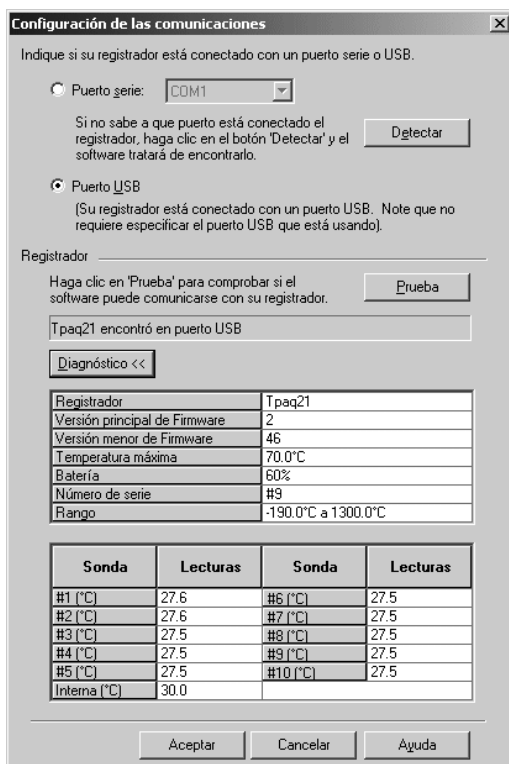 Configuración de las comunicaciones
Indique si su registrador está conectado con un puerto serie o USB.
Puerto serie: COM1
Si no sabe a que puerto está conectado el
registrador, haga clic en el botón 'Detectar' y el
software tratará de encontrarlo.
Detectar
Puerto USB
(Su registrador está conectado con un puerto USB. Note que no
requiere especificar el puerto USB que está usando).
Registrador
Haga clic en 'Prueba' para comprobar si el
software puede comunicarse con su registrador.
Prueba
Tpaq21 encontró en puerto USB
Diagnóstico <<
Registrador Tpaq21
Versión principal de Firmware 2
Versión menor de Firmware 46
Temperatura máxima 70.0°C
Batería 60%
Número de serie #9
Rango -190.0°C a 1300.0°C
Sonda Lecturas Sonda Lecturas
#1 (°C) 27.6 #6 (°C) 27.5
#2 (°C) 27.6 #7 (°C) 27.5
#3 (°C) 27.5 #8 (°C) 27.5
#4 (°C) 27.5 #9 (°C) 27.5
#5 (°C) 27.5 #10 (°C) 27.5
Interna (°C) 30.0
Aceptar Cancelar Ayuda